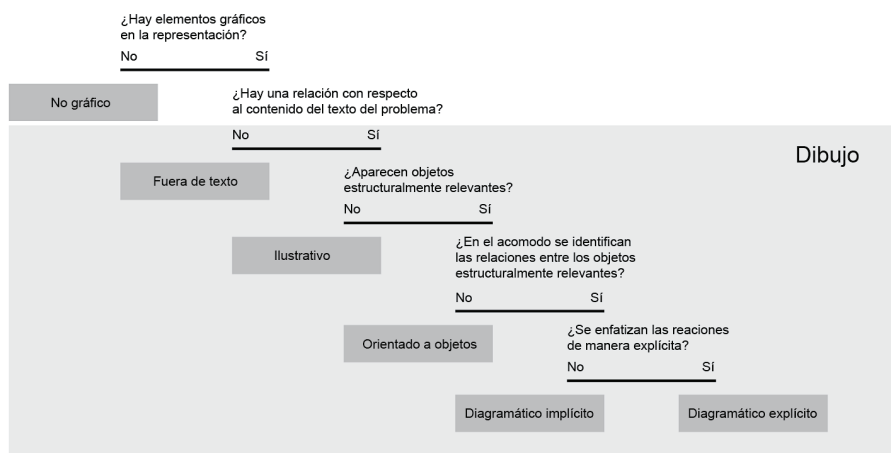 ¿Hay elementos gráficos
en la representación?
No Sí
No gráfico
¿Hay una relación con respecto
al contenido del texto del problema?
No Sí
Dibujo
Fuera de texto
¿Aparecen objetos
estructuralmente relevantes?
No Sí
Ilustrativo
¿En el acomodo se identifican
las relaciones entre los objetos
estructuralmente relevantes?
No Sí
Orientado a objetos
¿Se enfatizan las reaciones
de manera explícita?
No Sí
Diagramático implícito
Diagramático explícito